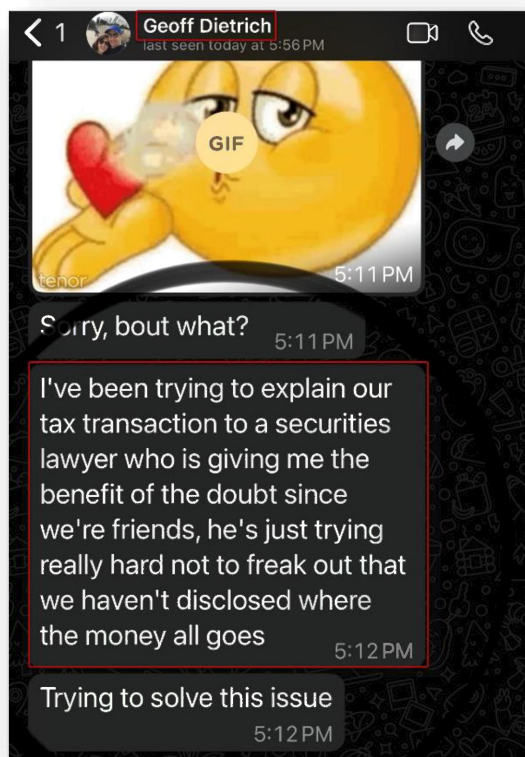 1 Geoff Dietrich
last seen today at 5:56 PM
GIF
tenor 5:11 PM
Sorry, bout what?
5:11 PM
I've been trying to explain our
tax transaction to a securities
lawyer who is giving me the
benefit of the doubt since
we're friends, he's just trying
really hard not to freak out that
we haven't disclosed where
the money all goes
5:12 PM
Trying to solve this issue
5:12 PM